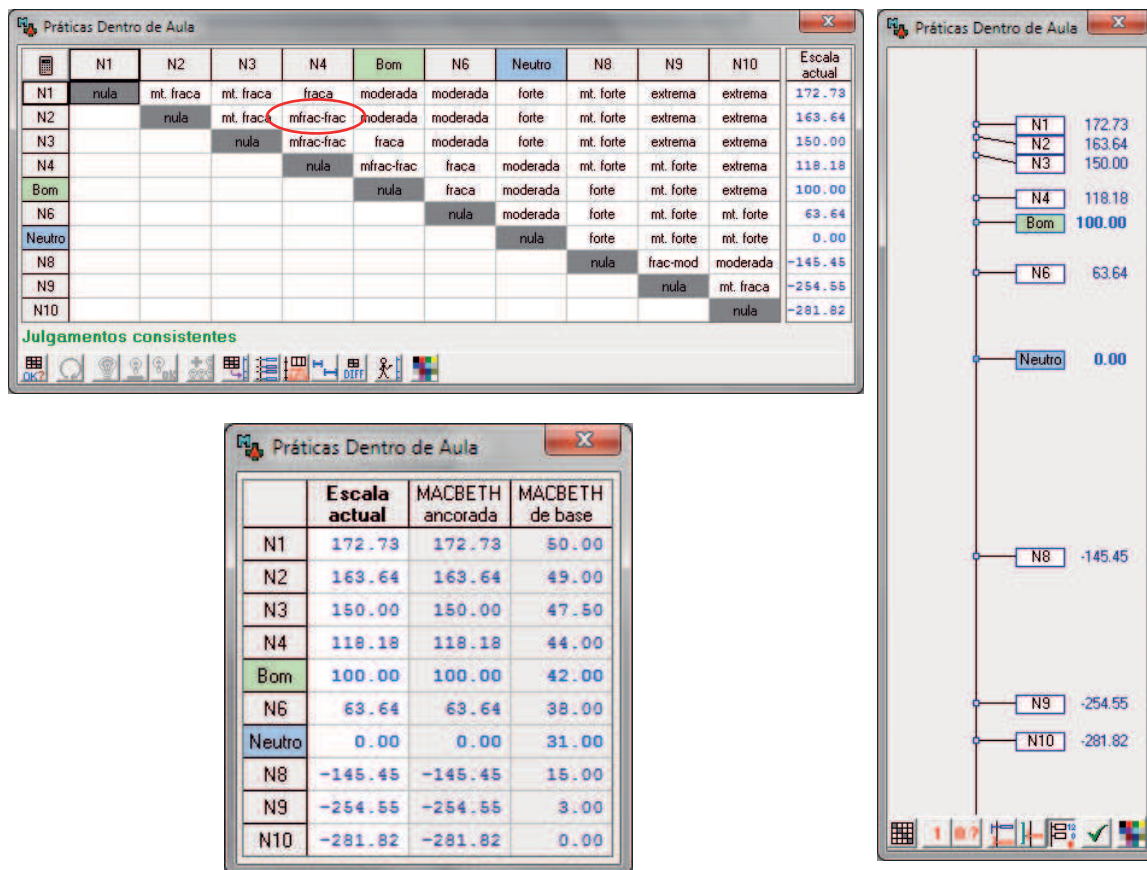 Práticas Dentro de Aula
N1 N2 N3 N4 Bom N6 Neutro N8 N9 N10 Escala actual
N1 nula mt. fraca mt. fraca fraca moderada moderada forte mt. forte extrema extrema 172.73
N2 nula mt. fraca mfrac-frac moderada moderada forte mt. forte extrema extrema 163.64
N3 nula mfrac-frac fraca moderada forte mt. forte extrema extrema 150.00
N4 nula mfrac-frac fraca moderada mt. forte mt. forte extrema 118.18
Bom nula fraca moderada forte mt. forte extrema 100.00
N6 nula moderada forte mt. forte mt. forte 63.64
Neutro nula forte mt. forte mt. forte 0.00
N8 nula frac-mod moderada -145.45
N9 nula mt. fraca -254.55
N10 nula -281.82
Julgamentos consistentes
OK? DIFF
Práticas Dentro de Aula
Escala actual MACBETH ancorada MACBETH de base
N1 172.73 172.73 50.00
N2 163.64 163.64 49.00
N3 150.00 150.00 47.50
N4 118.18 118.18 44.00
Bom 100.00 100.00 42.00
N6 63.64 63.64 38.00
Neutro 0.00 0.00 31.00
N8 -145.45 -145.45 15.00
N9 -254.55 -254.55 3.00
N10 -281.82 -281.82 0.00
Práticas Dentro de Aula
N1 172.73
N2 163.64
N3 150.00
N4 118.18
Bom 100.00
N6 63.64
Neutro 0.00
N8 -145.45
N9 -254.55
N10 -281.82